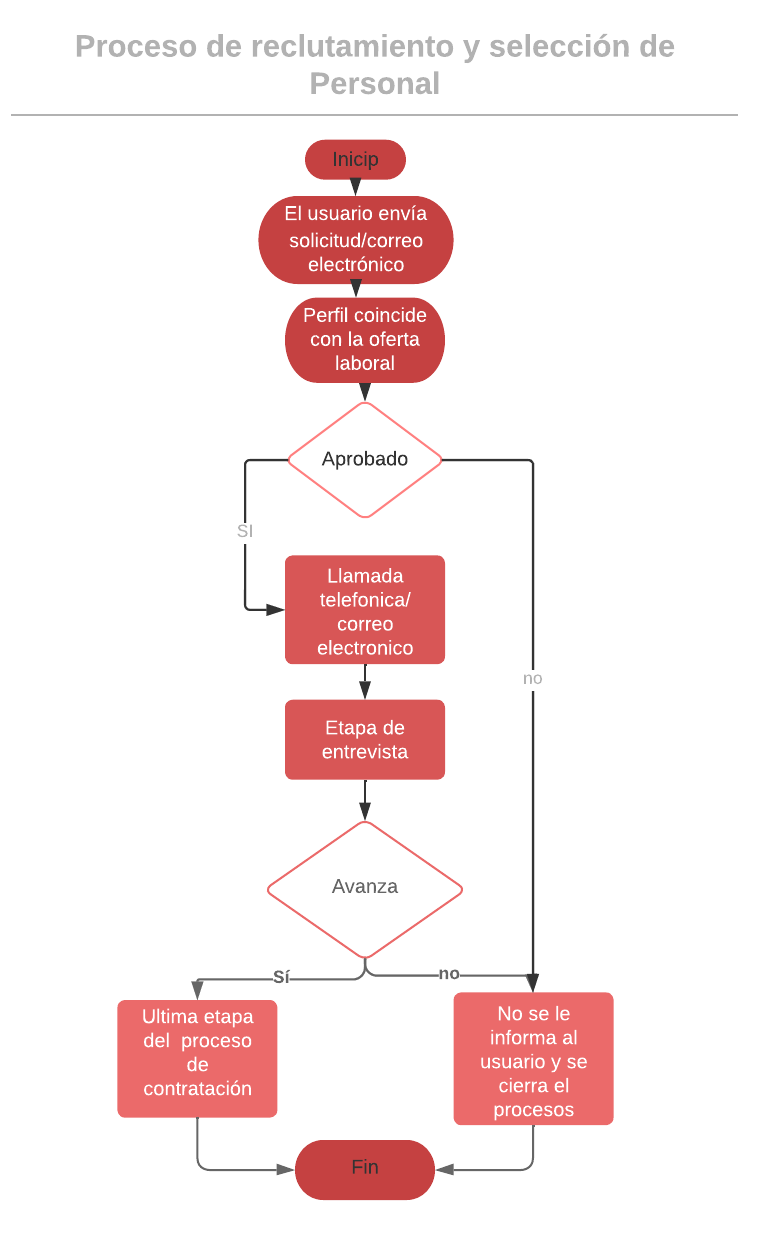 Proceso de reclutamiento y selección de
Personal
Inicip
El usuario envía
solicitud/correo
electrónico
Perfil coincide
con la oferta
laboral
Aprobado
SI
Llamada
telefonica/
correo
electronico
no
Etapa de
entrevista
Avanza
Sí
no
Ultima etapa
del proceso
de
contratación
No se le
informa al
usuario y se
cierra el
procesos
Fin